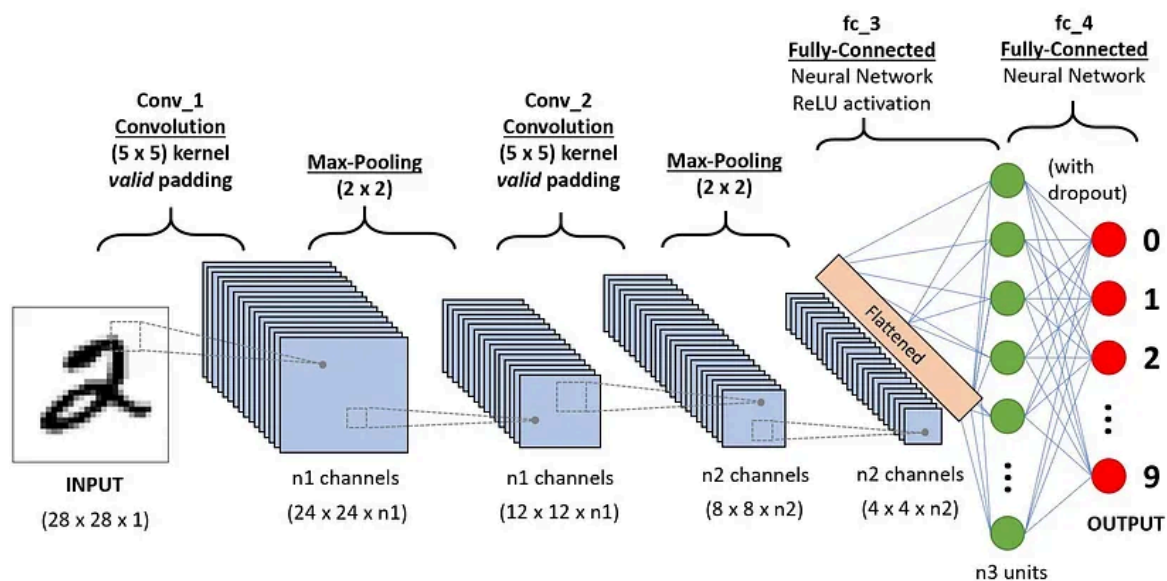 fc_3
Fully-Connected
Neural Network
ReLU activation
fc_4
Fully-Connected
Neural Network
Conv_1
Convolution
(5 x 5) kernel
valid padding
Max-Pooling
(2 x 2)
Conv_2
Convolution
(5 x 5) kernel
valid padding
Max-Pooling
(2 x 2)
(with
dropout)
Flattened
0
1
2
9
INPUT
(28 x 28 x 1)
n1 channels
(24 x 24 x n1)
n1 channels
(12 x 12 x n1)
n2 channels
(8 x 8 x n2)
n2 channels
(4 x 4 x n2)
OUTPUT
n3 units